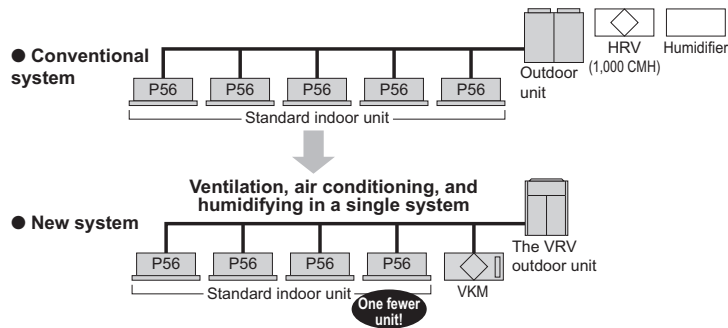 ● Conventional
system
P56 P56 P56 P56 P56
Standard indoor unit
Outdoor
unit
HRV
(1,000 CMH)
Humidifier
Ventilation, air conditioning, and
humidifying in a single system
● New system
P56 P56 P56 P56
Standard indoor unit
One fewer
unit!
VKM
The VRV
outdoor unit